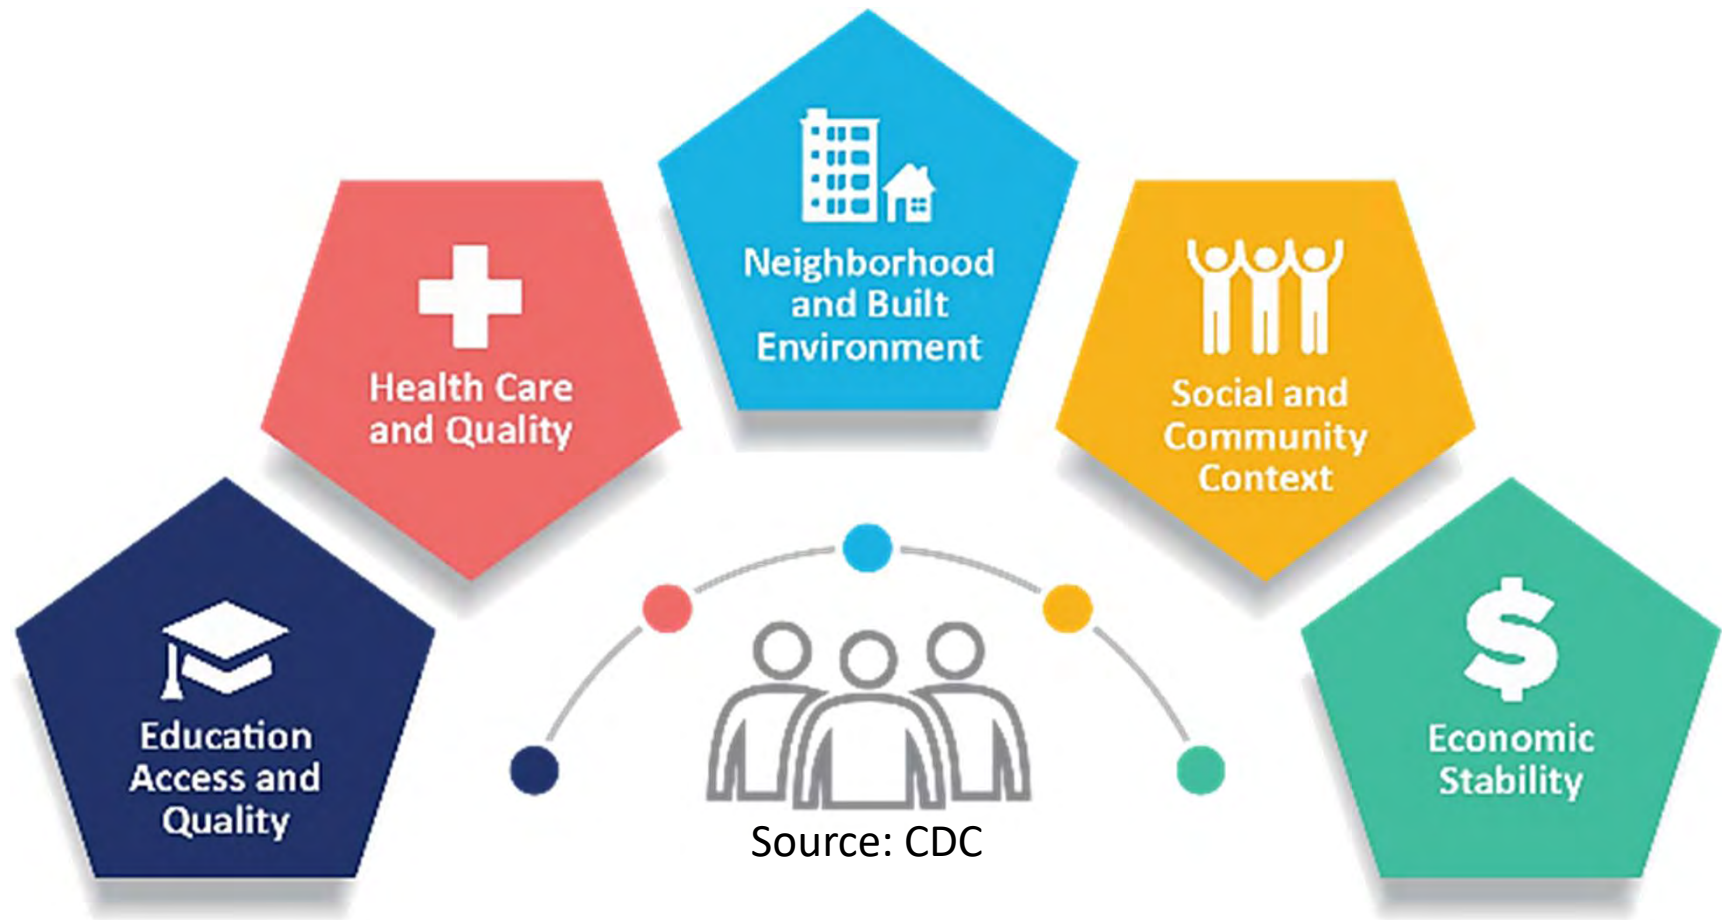 Neighborhood
and Built
Environment
Health Care
and Quality
Social and
Community
Context
Education
Access and
Quality
$
Economic
Stability
Source: CDC